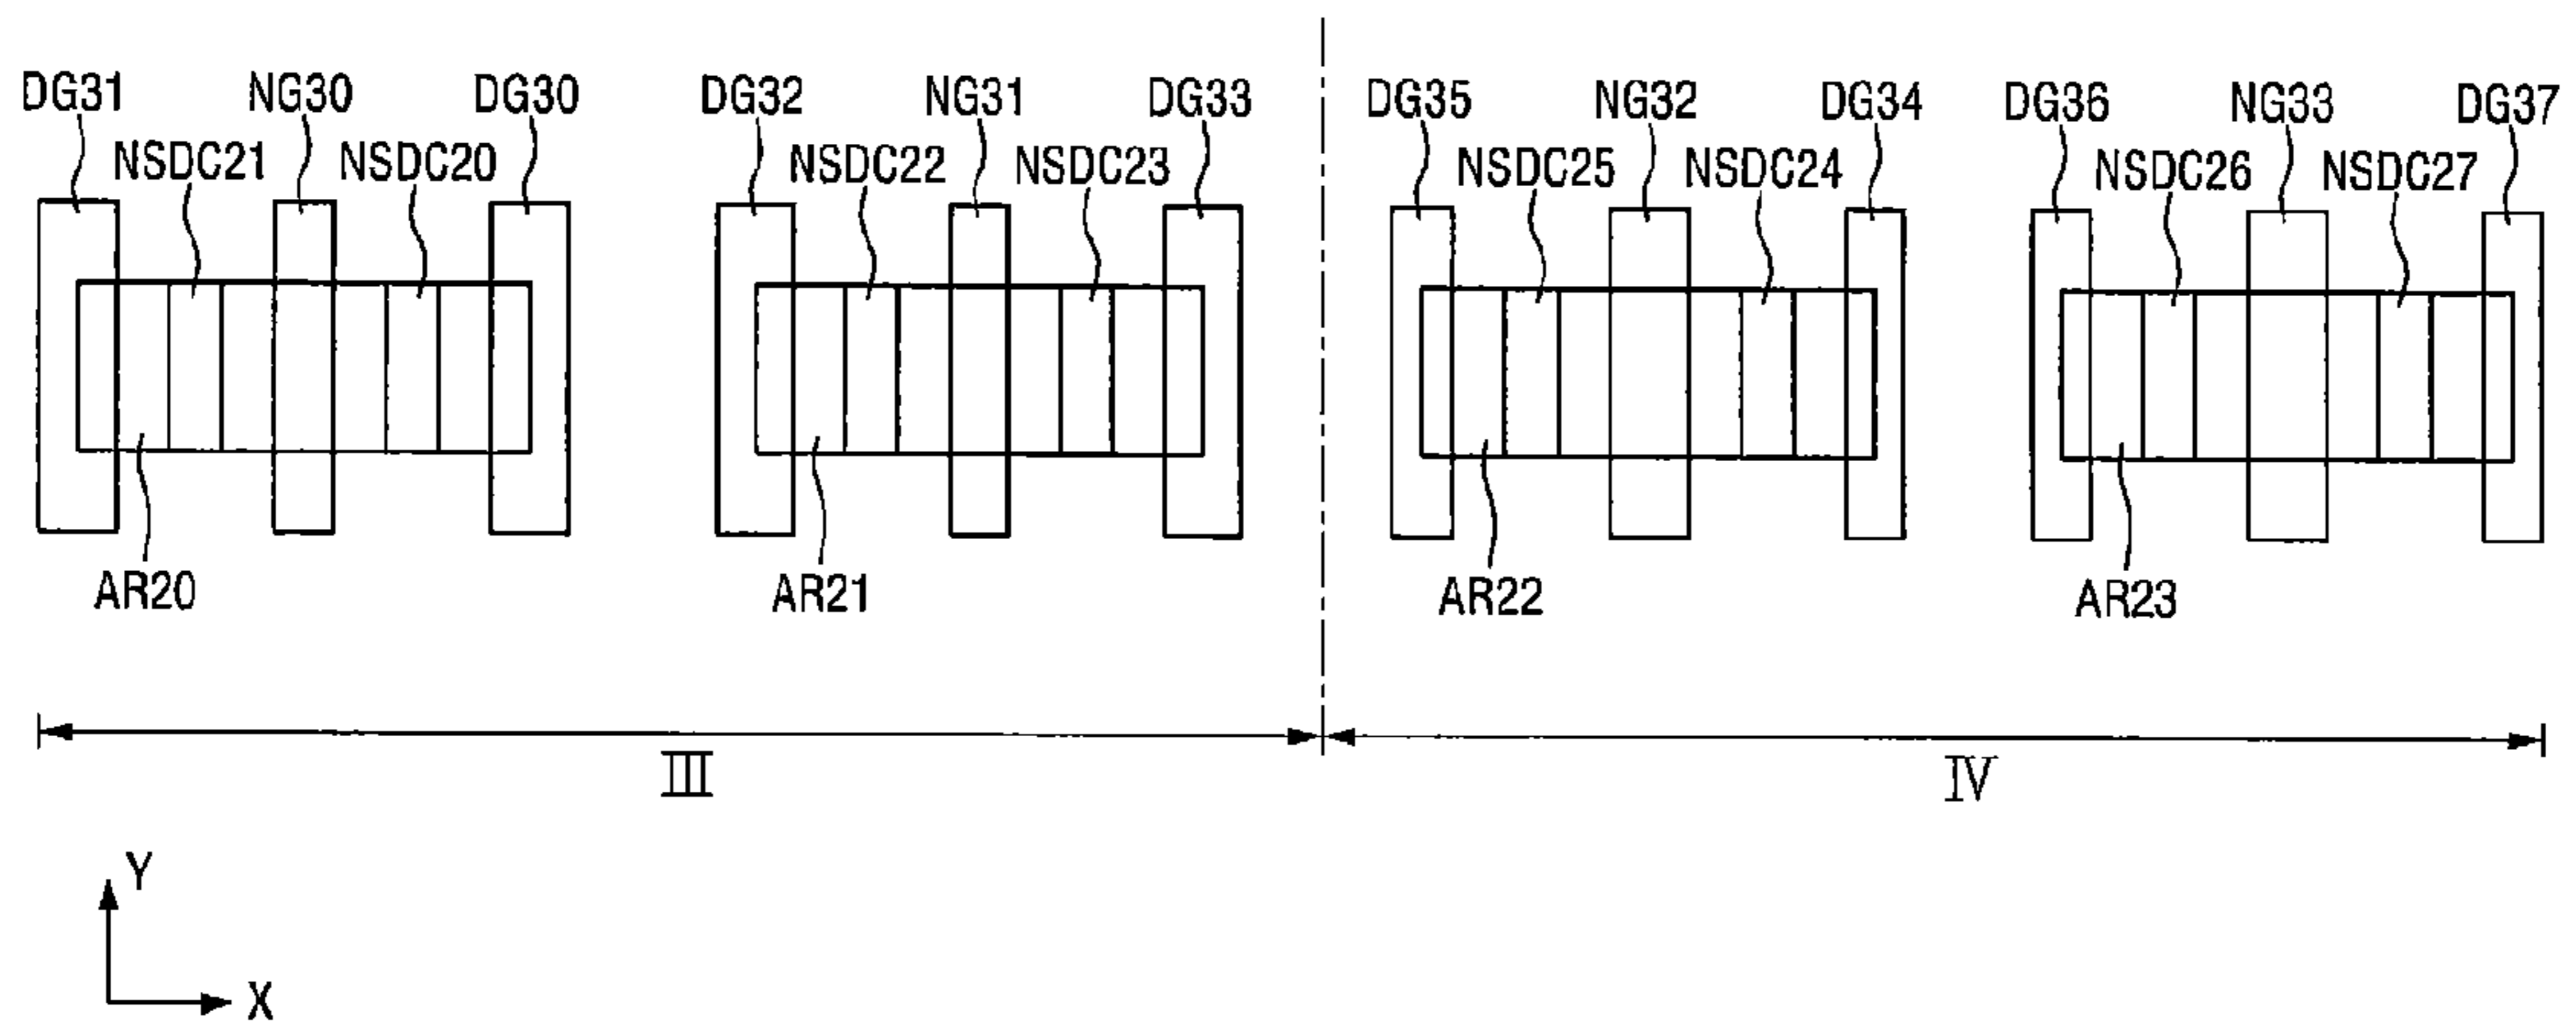 DG31 NG30 DG30 DG32 NG31 DG33 DG35 NG32 DG34 DG36 NG33 DG37
NSDC21 NSDC20 NSDC22 NSDC23 NSDC25 NSDC24 NSDC26 NSDC27
AR20 AR21 AR22 AR23
III IV
Y
X